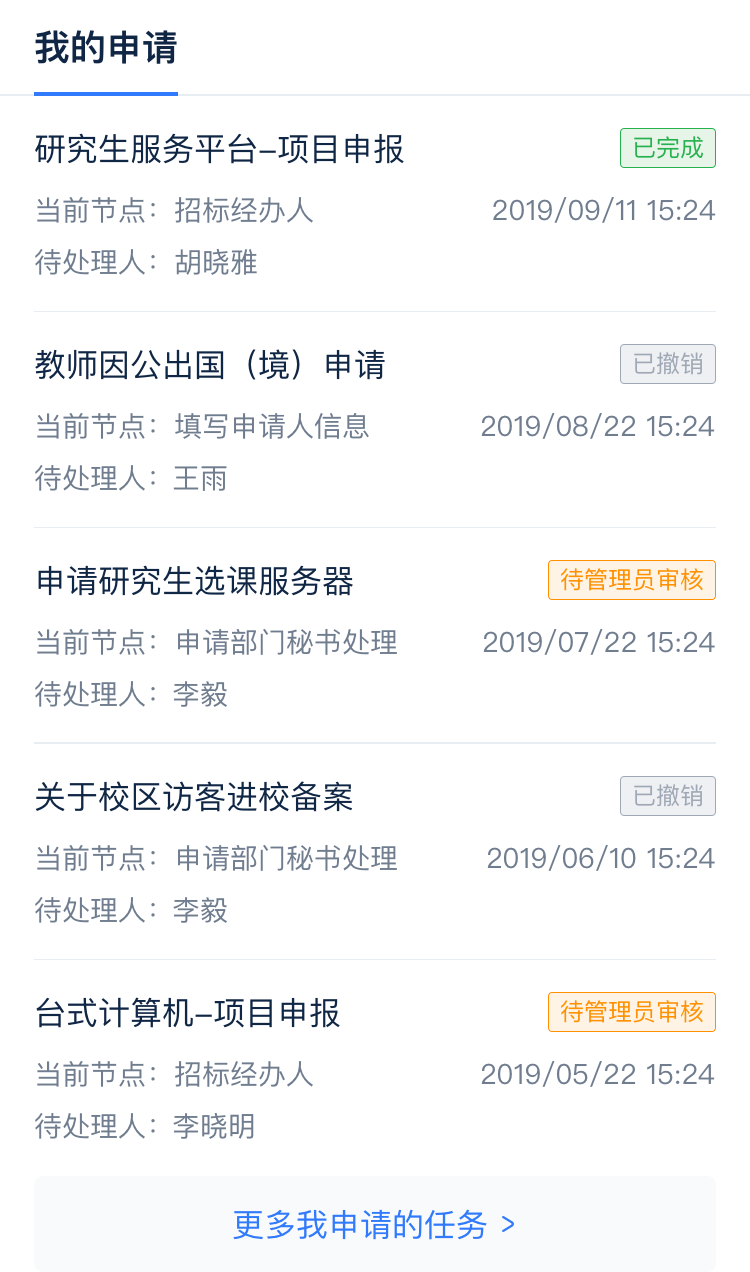 我的申请
研究生服务平台–项目申报 已完成
当前节点：招标经办人 2019/09/11 15:24
待处理人：胡晓雅
教师因公出国（境）申请 已撤销
当前节点：填写申请人信息 2019/08/22 15:24
待处理人：王雨
申请研究生选课服务器 待管理员审核
当前节点：申请部门秘书处理 2019/07/22 15:24
待处理人：李毅
关于校区访客进校备案 已撤销
当前节点：申请部门秘书处理 2019/06/10 15:24
待处理人：李毅
台式计算机–项目申报 待管理员审核
当前节点：招标经办人 2019/05/22 15:24
待处理人：李晓明
更多我申请的任务 >